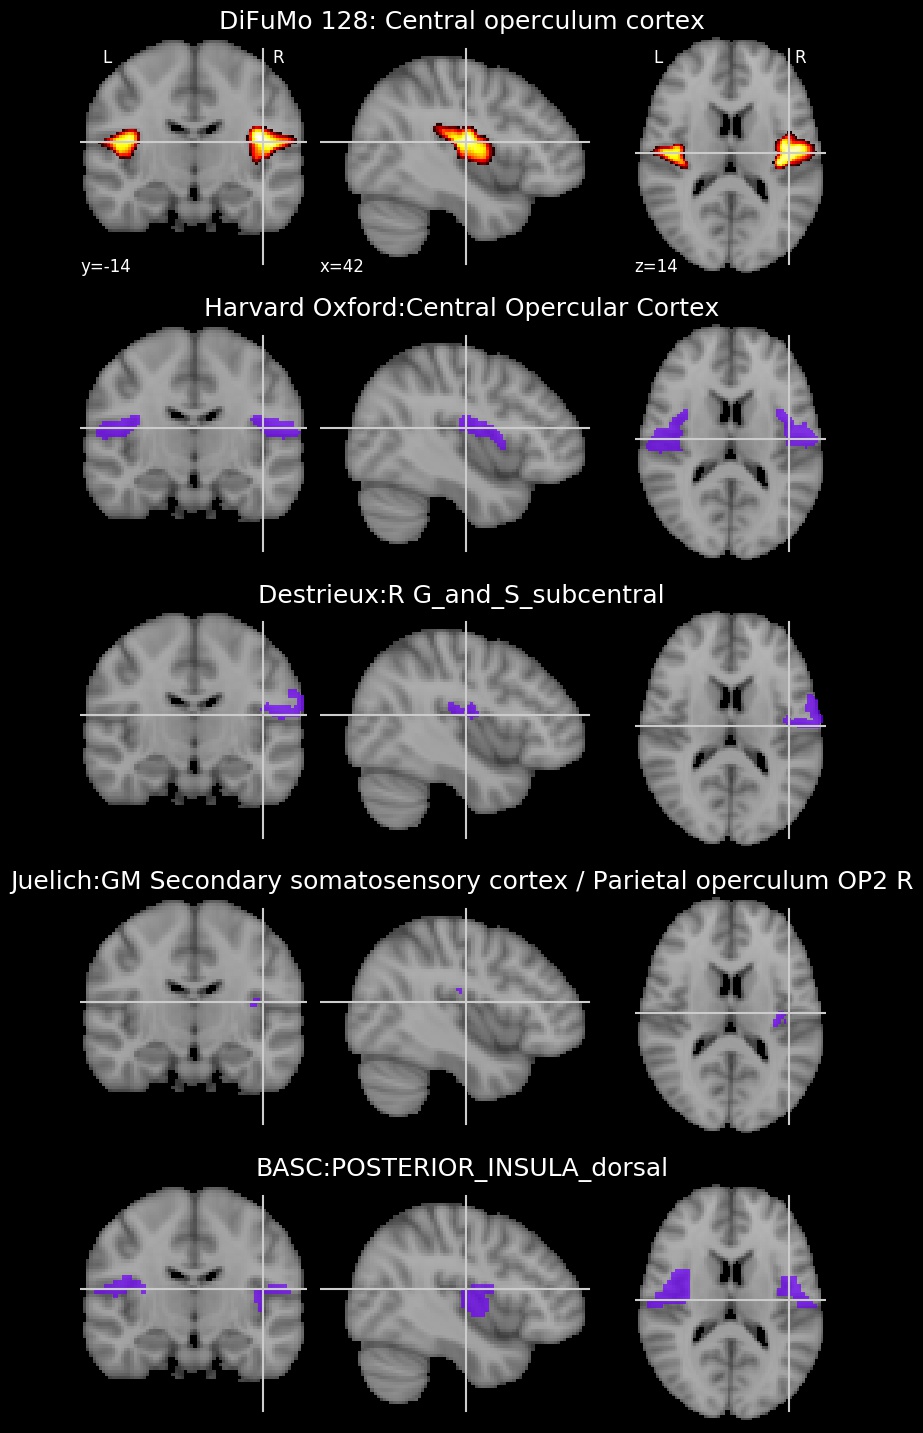 DiFuMo 128: Central operculum cortex
L R L R
y=-14 x=42 z=14
Harvard Oxford:Central Opercular Cortex
Destrieux:R G_and_S_subcentral
Juelich:GM Secondary somatosensory cortex / Parietal operculum OP2 R
BASC:POSTERIOR_INSULA_dorsal